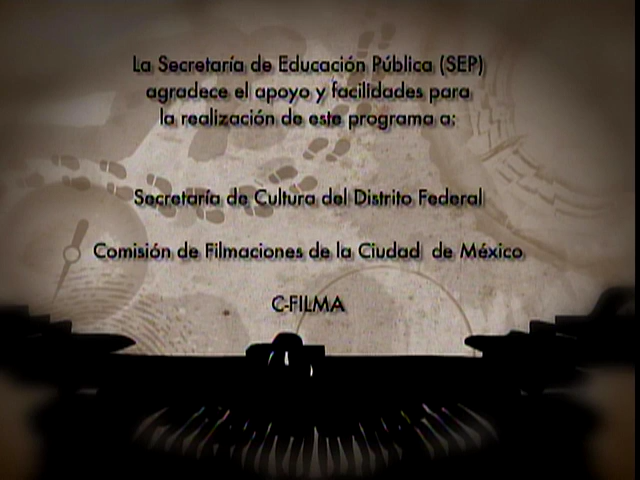 La Secretaría de Educación Pública (SEP)
agradece el apoyo y facilidades para
la realización de este programa a:
Secretaría de Cultura del Distrito Federal
Comisión de Filmaciones de la Ciudad de México
C-FILMA